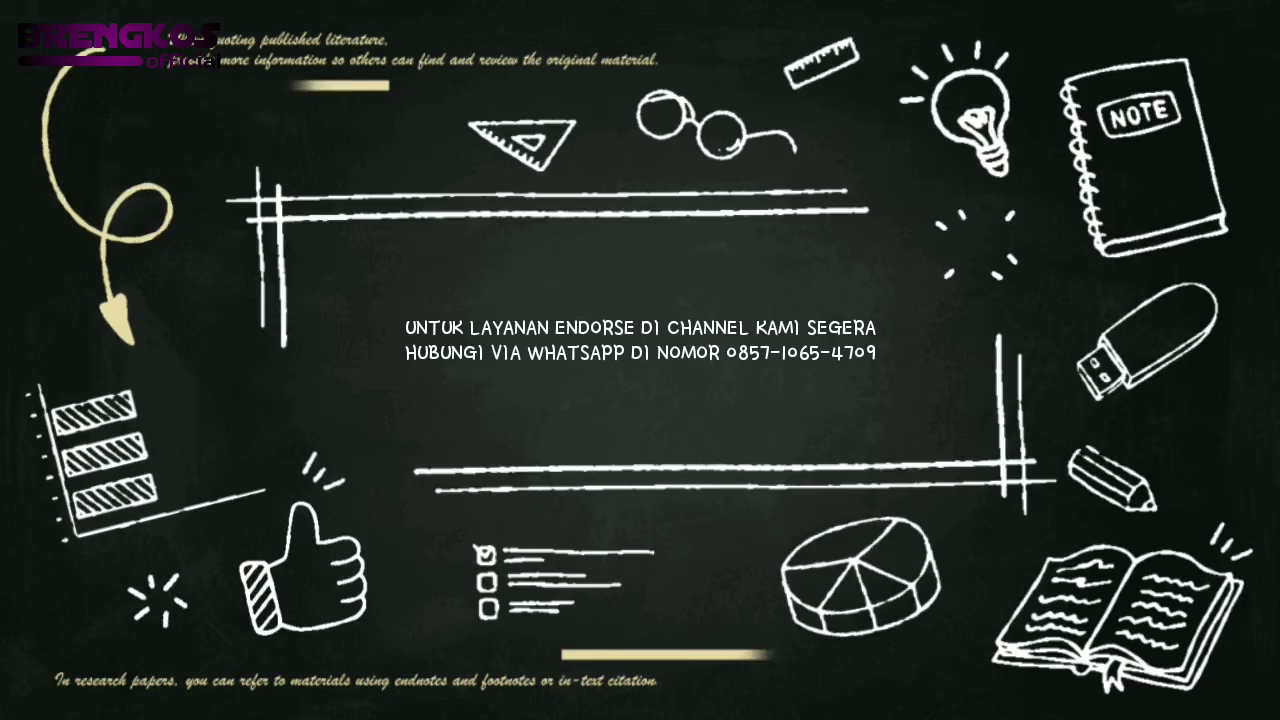 BRENGKOS
official
quoting published literature.
more information so others can find and review the original material.
NOTE
UNTUK LAYANAN ENDORSE DI CHANNEL KAMI SEGERA
HUBUNGI VIA WHATSAPP DI NOMOR 0857-1065-4709
In research papers, you can refer to materials using endnotes and footnotes or in-text citation.